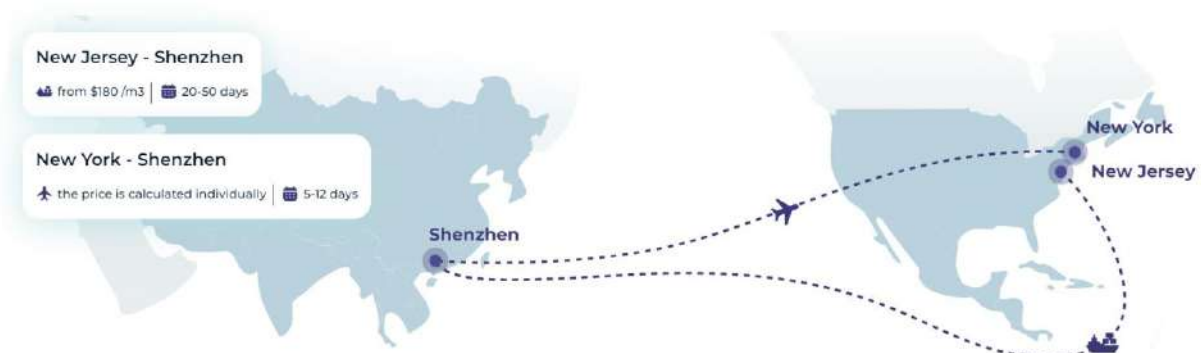 New Jersey - Shenzhen
from $180 /m3 | 20-50 days
New York - Shenzhen
the price is calculated individually | 5-12 days
New York
New Jersey
Shenzhen